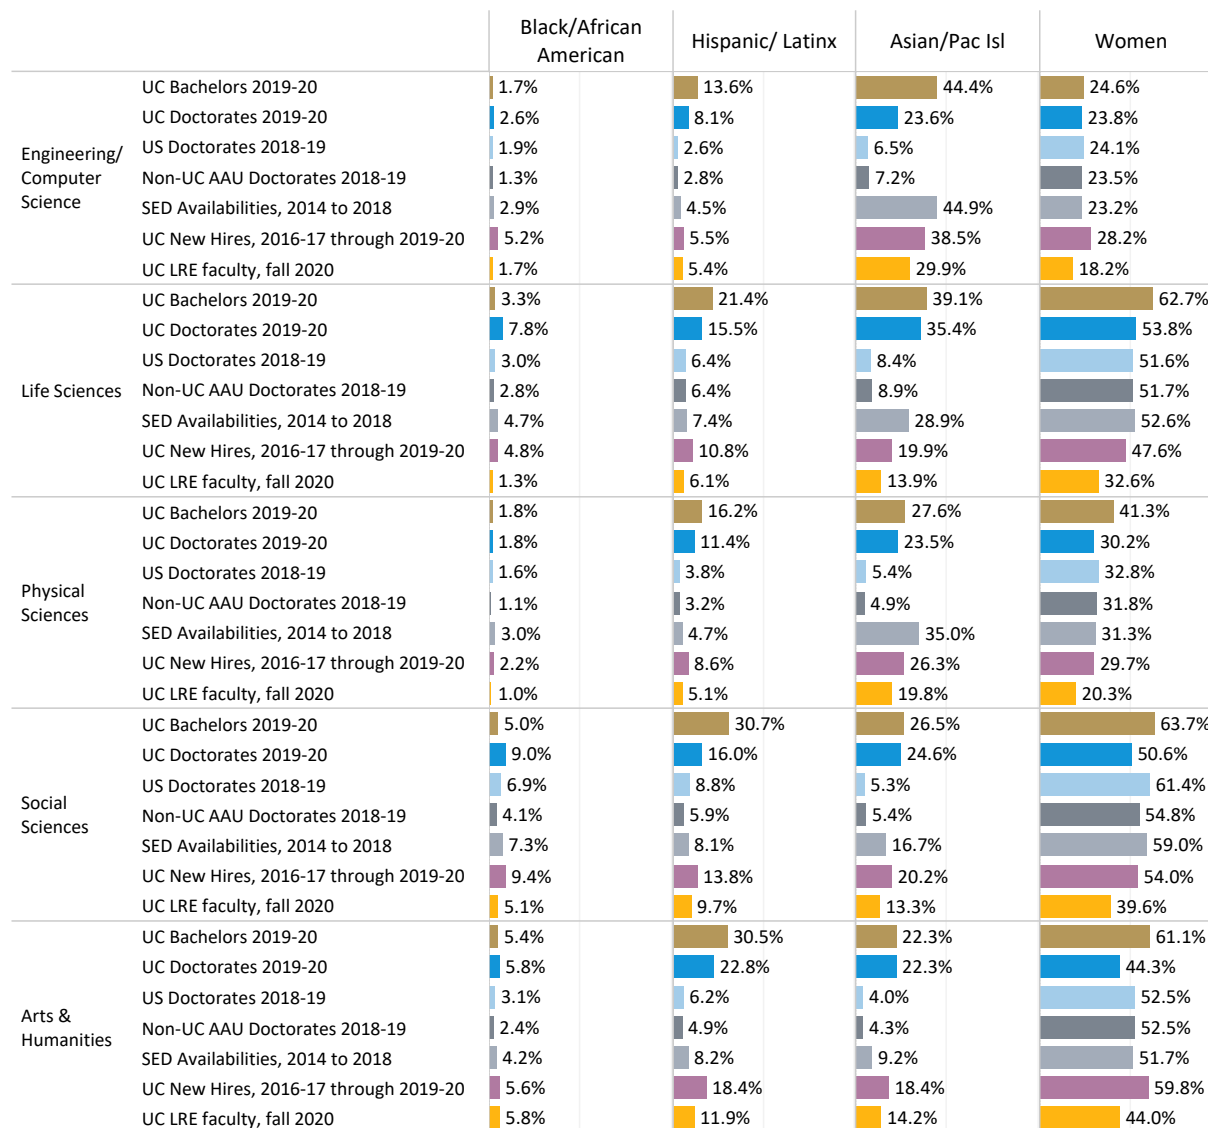 Black/African American Hispanic/ Latinx Asian/Pac Isl Women
Engineering/ Computer Science
UC Bachelors 2019-20 1.7% 13.6% 44.4% 24.6%
UC Doctorates 2019-20 2.6% 8.1% 23.6% 23.8%
US Doctorates 2018-19 1.9% 2.6% 6.5% 24.1%
Non-UC AAU Doctorates 2018-19 1.3% 2.8% 7.2% 23.5%
SED Availabilities, 2014 to 2018 2.9% 4.5% 44.9% 23.2%
UC New Hires, 2016-17 through 2019-20 5.2% 5.5% 38.5% 28.2%
UC LRE faculty, fall 2020 1.7% 5.4% 29.9% 18.2%
Life Sciences
UC Bachelors 2019-20 3.3% 21.4% 39.1% 62.7%
UC Doctorates 2019-20 7.8% 15.5% 35.4% 53.8%
US Doctorates 2018-19 3.0% 6.4% 8.4% 51.6%
Non-UC AAU Doctorates 2018-19 2.8% 6.4% 8.9% 51.7%
SED Availabilities, 2014 to 2018 4.7% 7.4% 28.9% 52.6%
UC New Hires, 2016-17 through 2019-20 4.8% 10.8% 19.9% 47.6%
UC LRE faculty, fall 2020 1.3% 6.1% 13.9% 32.6%
Physical Sciences
UC Bachelors 2019-20 1.8% 16.2% 27.6% 41.3%
UC Doctorates 2019-20 1.8% 11.4% 23.5% 30.2%
US Doctorates 2018-19 1.6% 3.8% 5.4% 32.8%
Non-UC AAU Doctorates 2018-19 1.1% 3.2% 4.9% 31.8%
SED Availabilities, 2014 to 2018 3.0% 4.7% 35.0% 31.3%
UC New Hires, 2016-17 through 2019-20 2.2% 8.6% 26.3% 29.7%
UC LRE faculty, fall 2020 1.0% 5.1% 19.8% 20.3%
Social Sciences
UC Bachelors 2019-20 5.0% 30.7% 26.5% 63.7%
UC Doctorates 2019-20 9.0% 16.0% 24.6% 50.6%
US Doctorates 2018-19 6.9% 8.8% 5.3% 61.4%
Non-UC AAU Doctorates 2018-19 4.1% 5.9% 5.4% 54.8%
SED Availabilities, 2014 to 2018 7.3% 8.1% 16.7% 59.0%
UC New Hires, 2016-17 through 2019-20 9.4% 13.8% 20.2% 54.0%
UC LRE faculty, fall 2020 5.1% 9.7% 13.3% 39.6%
Arts & Humanities
UC Bachelors 2019-20 5.4% 30.5% 22.3% 61.1%
UC Doctorates 2019-20 5.8% 22.8% 22.3% 44.3%
US Doctorates 2018-19 3.1% 6.2% 4.0% 52.5%
Non-UC AAU Doctorates 2018-19 2.4% 4.9% 4.3% 52.5%
SED Availabilities, 2014 to 2018 4.2% 8.2% 9.2% 51.7%
UC New Hires, 2016-17 through 2019-20 5.6% 18.4% 18.4% 59.8%
UC LRE faculty, fall 2020 5.8% 11.9% 14.2% 44.0%